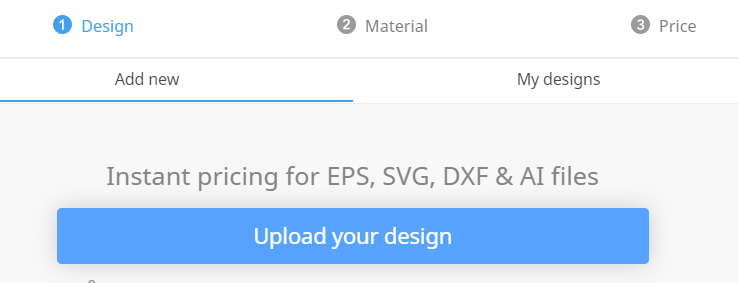 1 Design 2 Material 3 Price
Add new My designs
Instant pricing for EPS, SVG, DXF & AI files
Upload your design